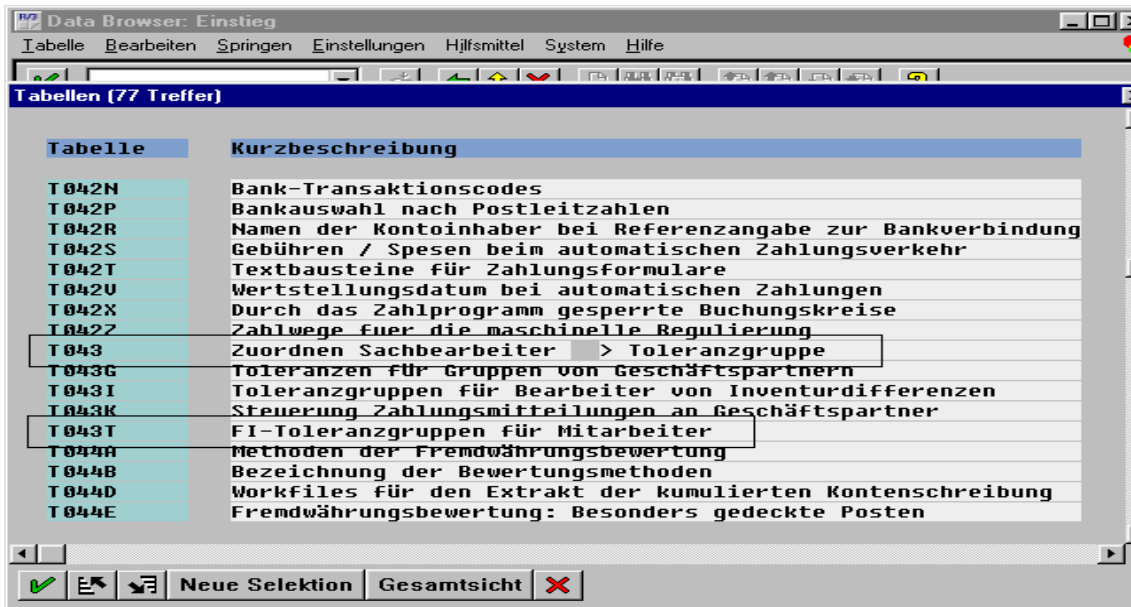 R/3 Data Browser: Einstieg
Tabelle Bearbeiten Springen Einstellungen Hilfsmittel System Hilfe
Tabellen (77 Treffer)
Tabelle Kurzbeschreibung
T042N Bank-Transaktionscodes
T042P Bankauswahl nach Postleitzahlen
T042R Namen der Kontoinhaber bei Referenzangabe zur Bankverbindung
T042S Gebühren / Spesen beim automatischen Zahlungsverkehr
T042T Textbausteine für Zahlungsformulare
T042V Wertstellungsdatum bei automatischen Zahlungen
T042X Durch das Zahlprogramm gesperrte Buchungskreise
T042Z Zahlwege fuer die maschinelle Regulierung
T043 Zuordnen Sachbearbeiter > Toleranzgruppe
T043G Toleranzen für Gruppen von Geschäftspartnern
T043I Toleranzgruppen für Bearbeiter von Inventurdifferenzen
T043K Steuerung Zahlungsmitteilungen an Geschäftspartner
T043T FI-Toleranzgruppen für Mitarbeiter
T044A Methoden der Fremdwährungsbewertung
T044B Bezeichnung der Bewertungsmethoden
T044D Workfiles für den Extrakt der kumulierten Kontenschreibung
T044E Fremdwährungsbewertung: Besonders gedeckte Posten
Neue Selektion Gesamtsicht